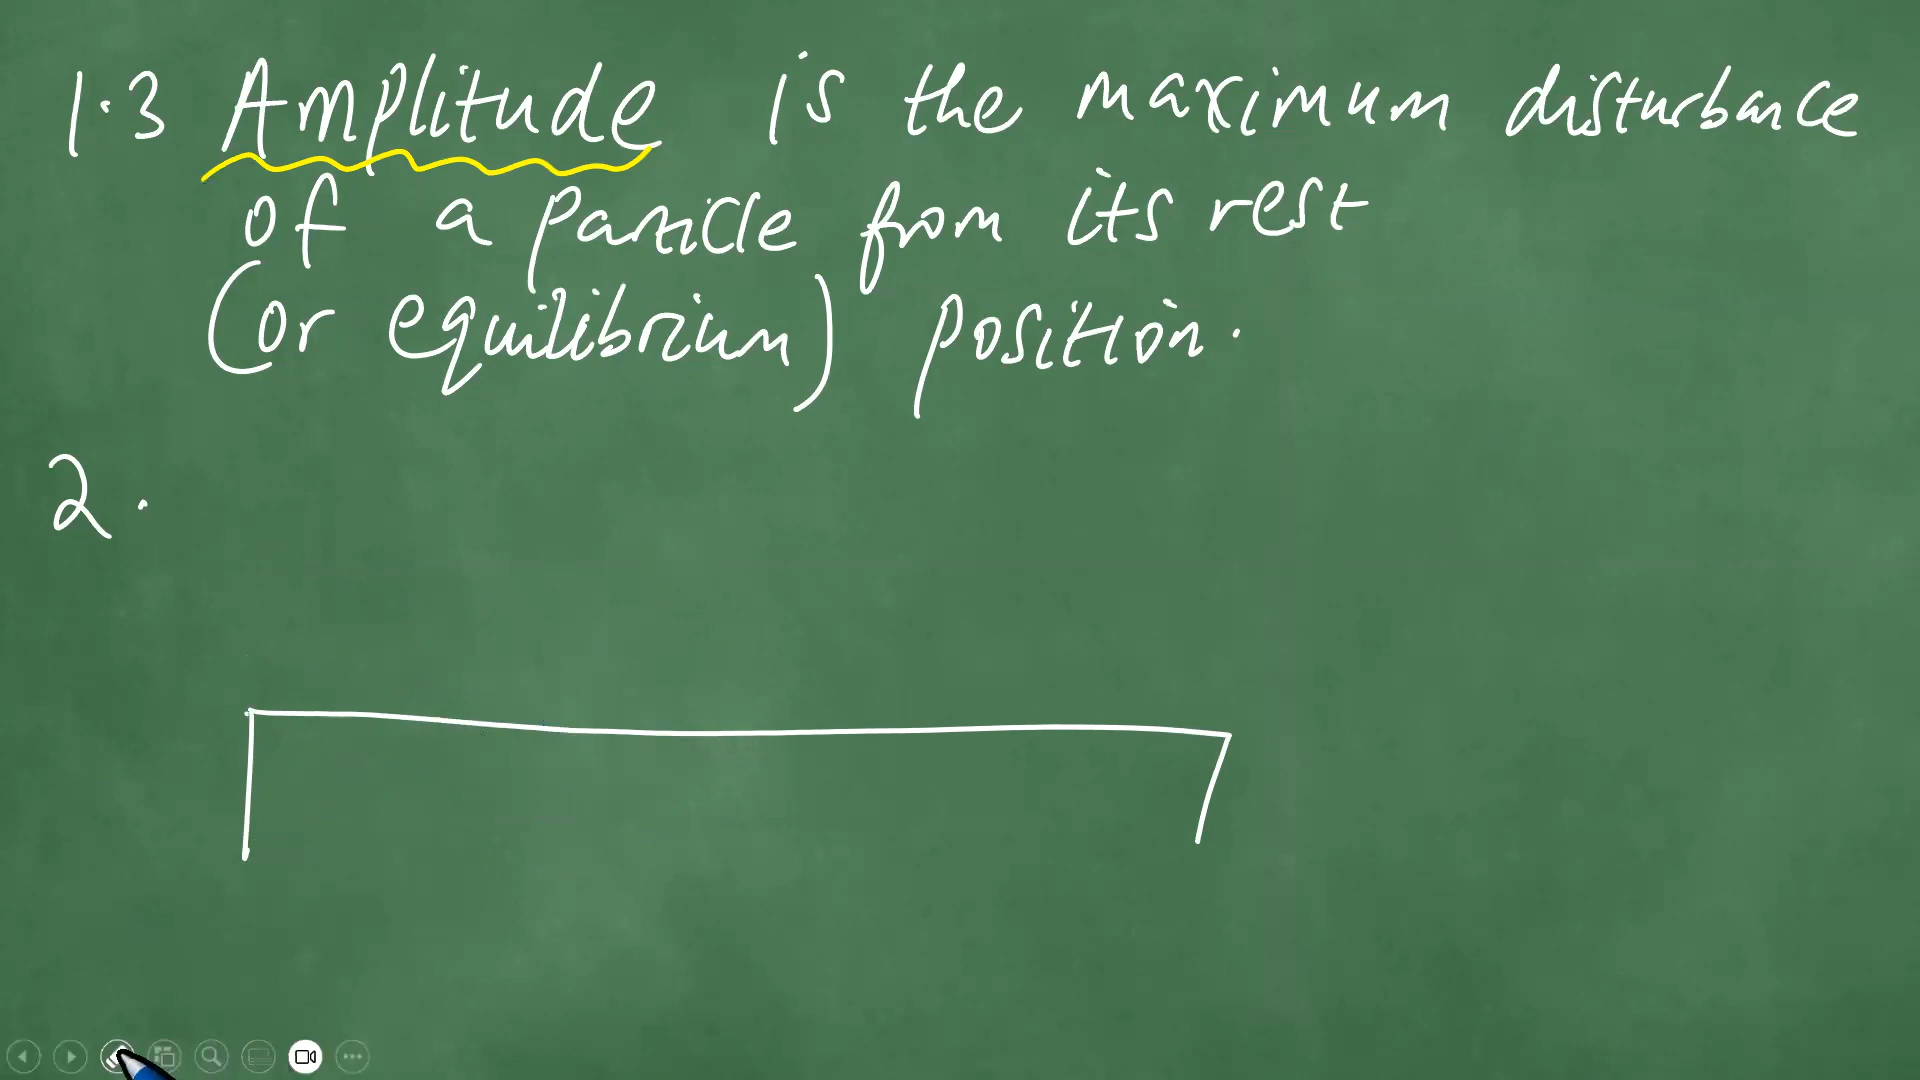 1.3 Amplitude is the maximum disturbance
of a particle from its rest
(or equilibrium) position.
2.